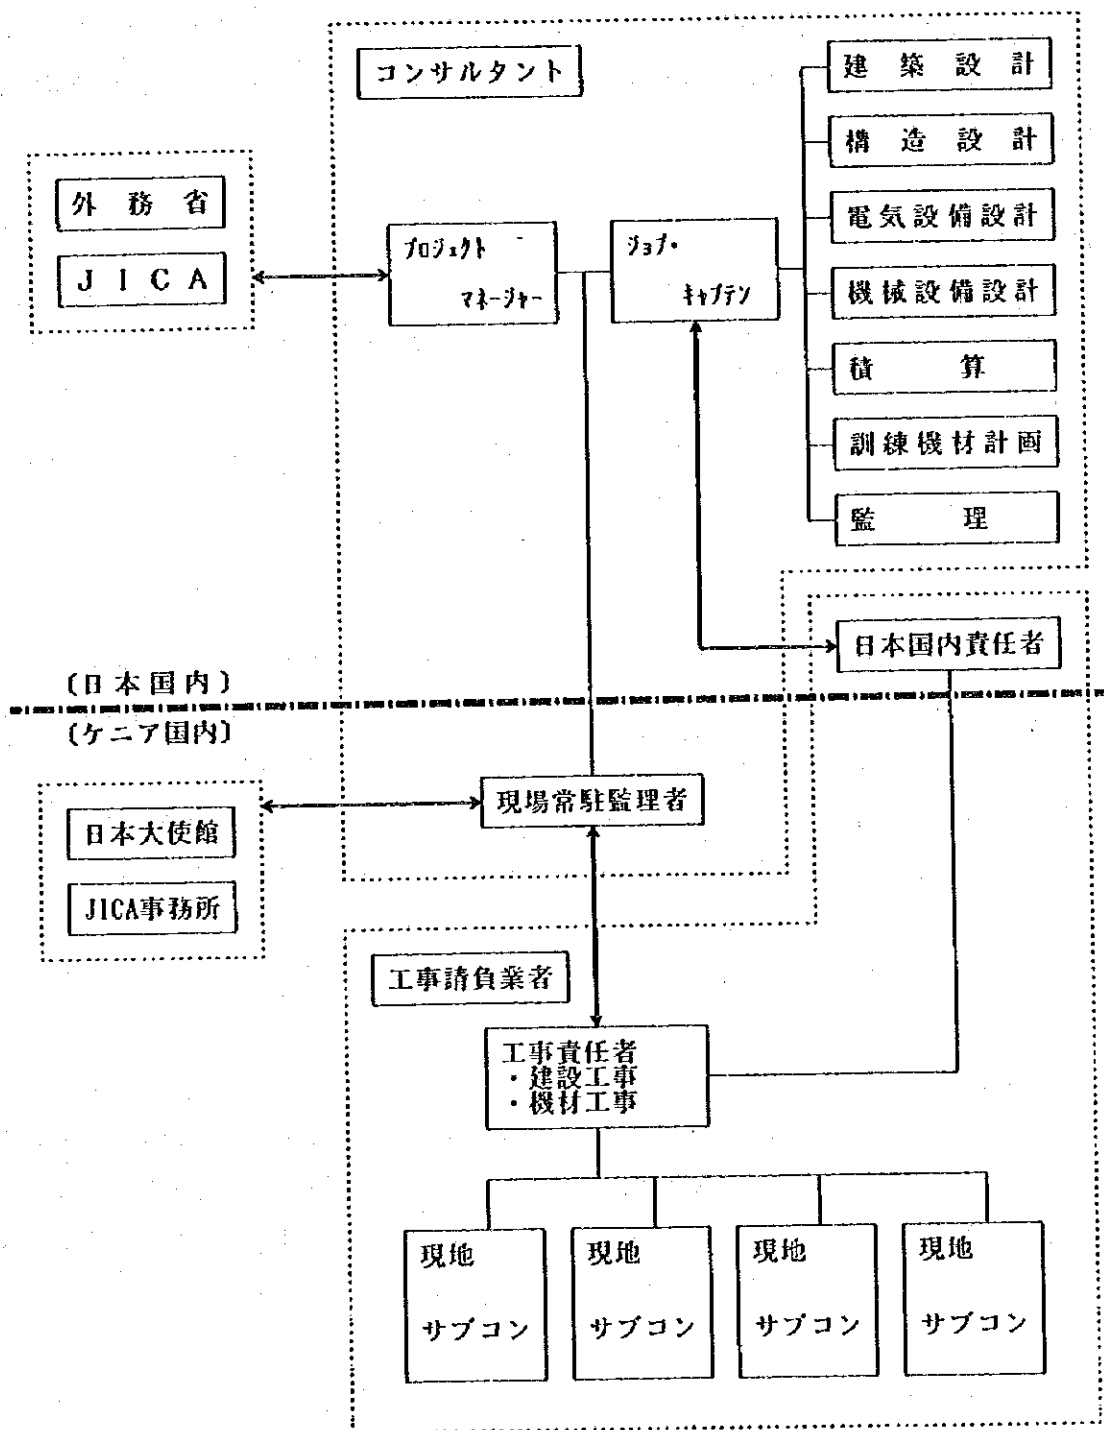 コンサルタント
建築設計
構造設計
電気設備設計
機械設備設計
積算
訓練機材計画
監理
外務省
JICA
プロジェクト
マネージャー
ジョブ・
キャプテン
日本国内責任者
(日本国内)
(ケニア国内)
現場常駐監理者
日本大使館
JICA事務所
工事請負業者
工事責任者
・建設工事
・機材工事
現地
サブコン
現地
サブコン
現地
サブコン
現地
サブコン